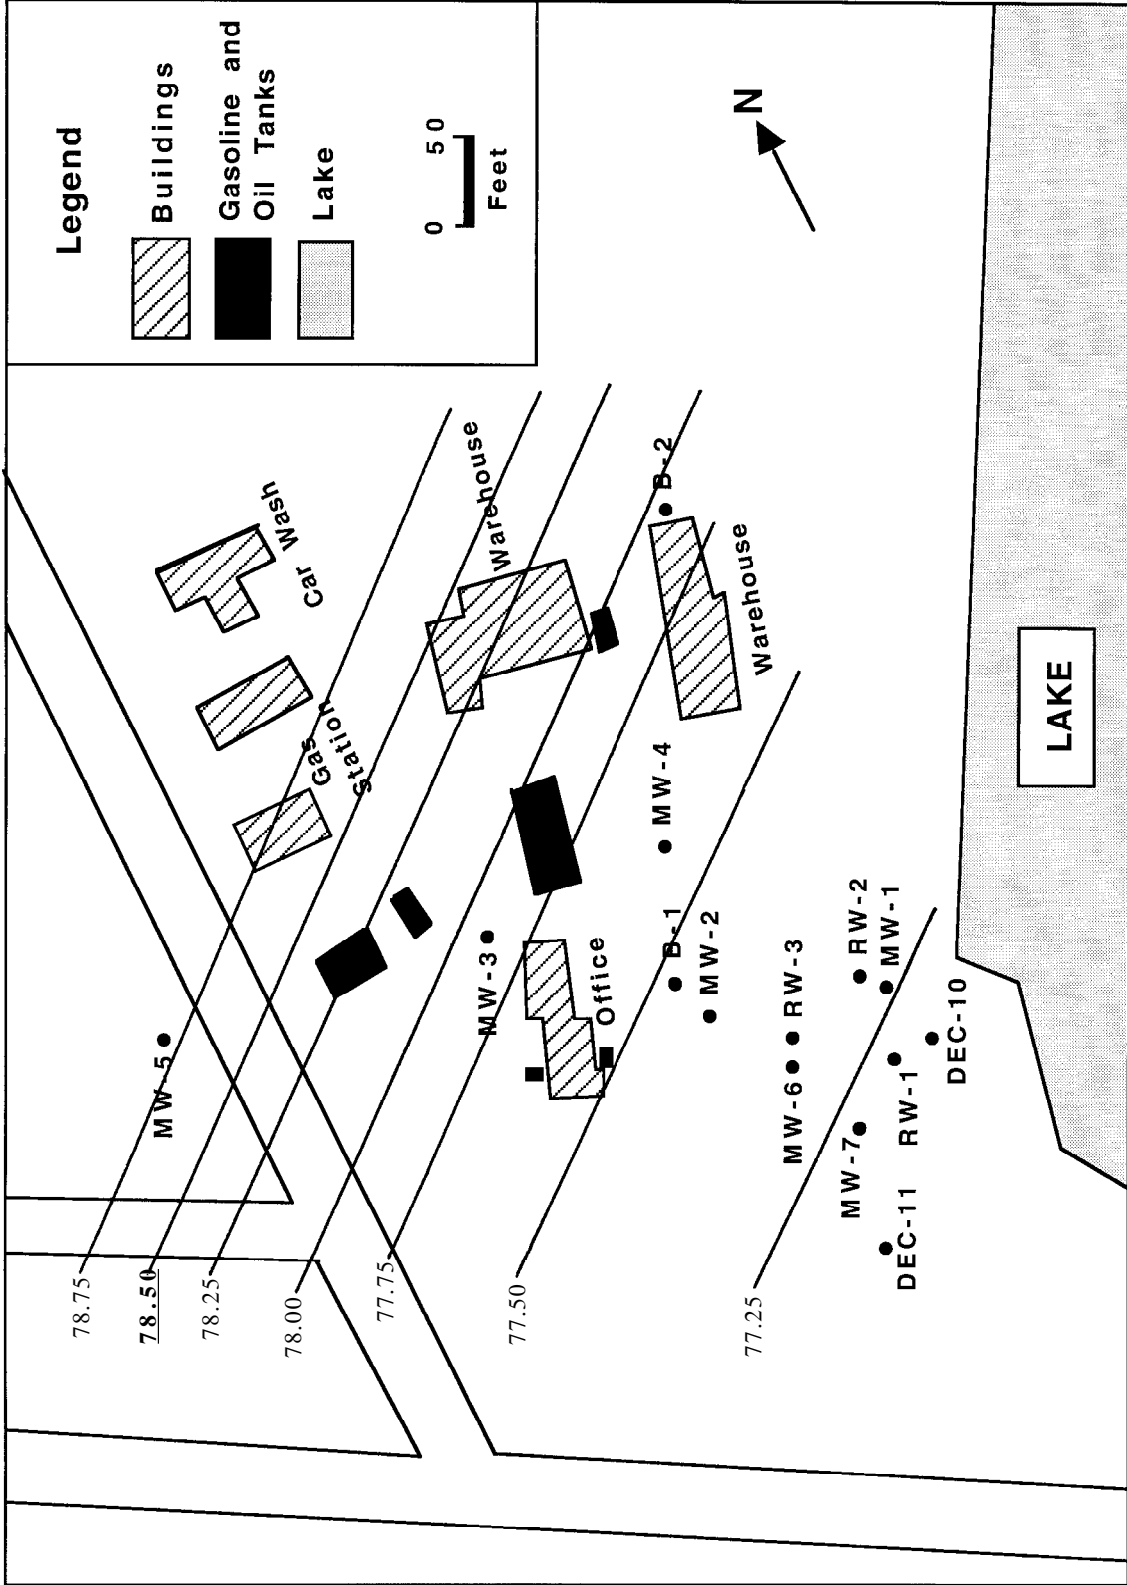 Legend
Buildings
Gasoline and
Oil Tanks
Lake
0 50
Feet
N
Car Wash
Gas
Station
Warehouse
B-2
Warehouse
MW-4
MW-3
Office
B-1
MW-2
MW-5
RW-3
MW-6
RW-2
MW-1
MW-7
RW-1
DEC-10
DEC-11
78.75
78.50
78.25
78.00
77.75
77.50
77.25
LAKE